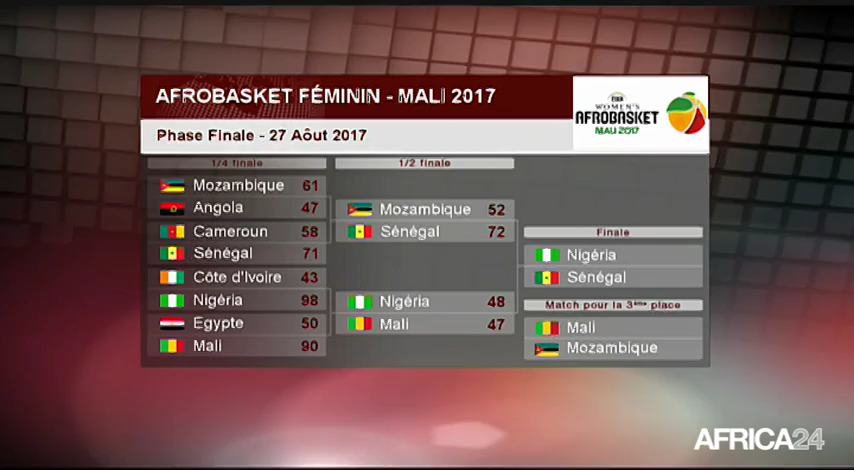 AFROBASKET FÉMININ - MALI 2017
FIBA
WOMEN'S
AFROBASKET
MALI 2017
Phase Finale - 27 Aôut 2017
1/4 finale
Mozambique 61
Angola 47
Cameroun 58
Sénégal 71
Côte d'Ivoire 43
Nigéria 98
Egypte 50
Mali 90
1/2 finale
Mozambique 52
Sénégal 72
Nigéria 48
Mali 47
Finale
Nigéria
Sénégal
Match pour la 3ème place
Mali
Mozambique
AFRICA24